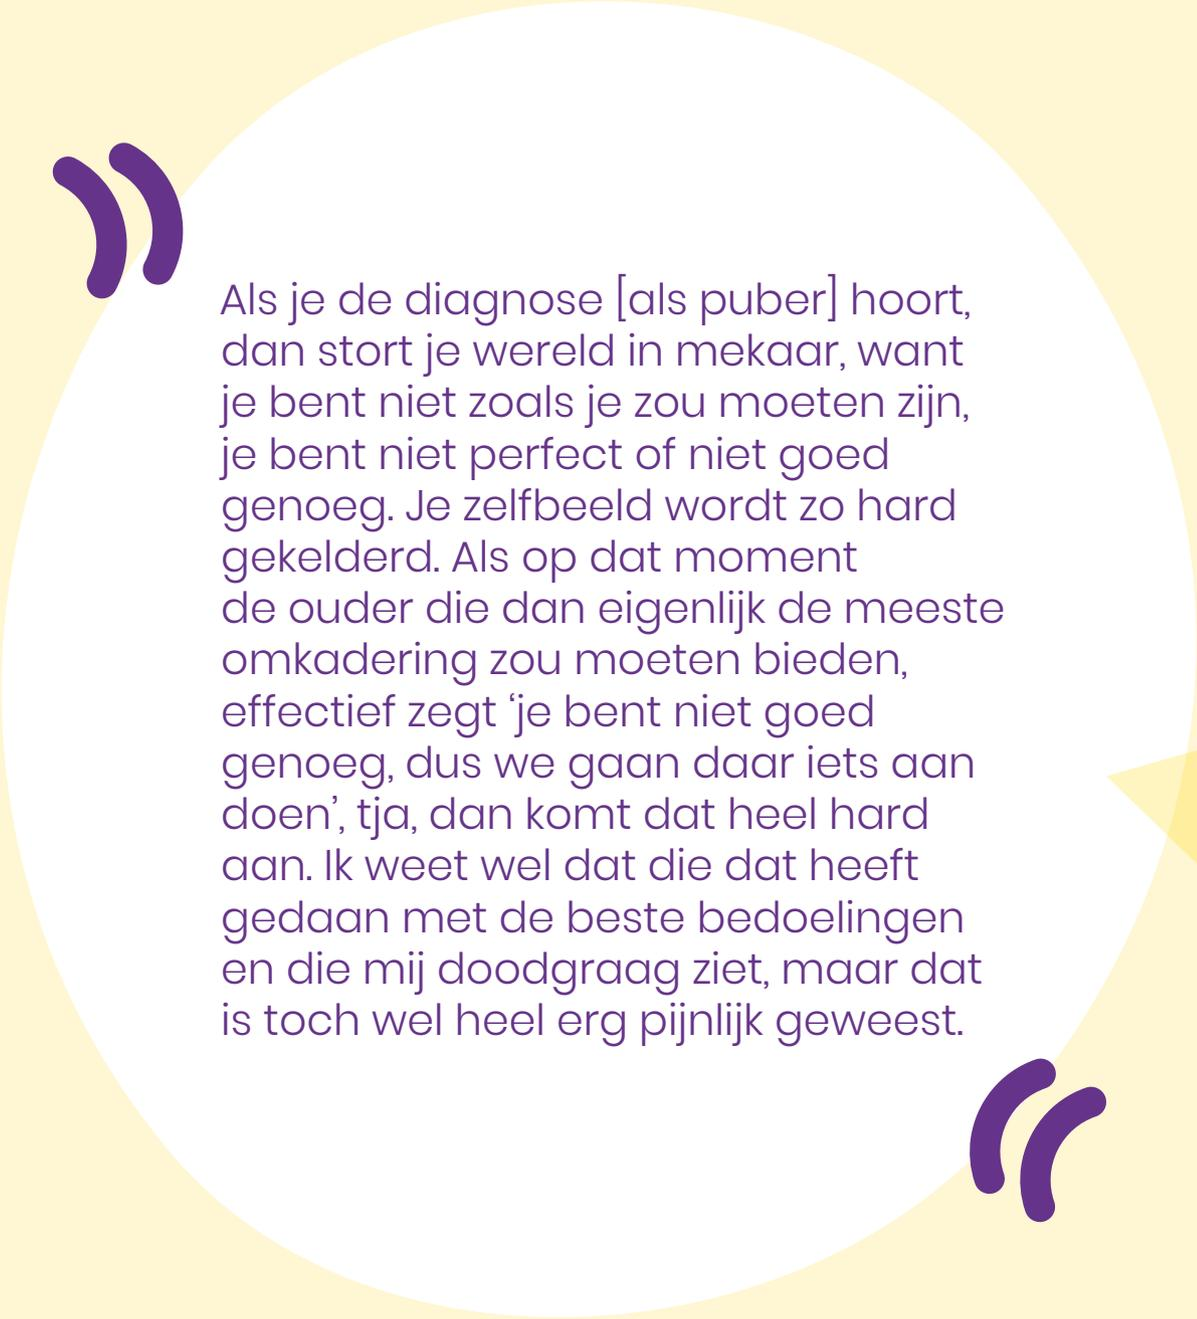 Als je de diagnose [als puber] hoort,
dan stort je wereld in mekaar, want
je bent niet zoals je zou moeten zijn,
je bent niet perfect of niet goed
genoeg. Je zelfbeeld wordt zo hard
gekelderd. Als op dat moment
de ouder die dan eigenlijk de meeste
omkadering zou moeten bieden,
effectief zegt ‘je bent niet goed
genoeg, dus we gaan daar iets aan
doen’, tja, dan komt dat heel hard
aan. Ik weet wel dat die dat heeft
gedaan met de beste bedoelingen
en die mij doodgraag ziet, maar dat
is toch wel heel erg pijnlijk geweest.